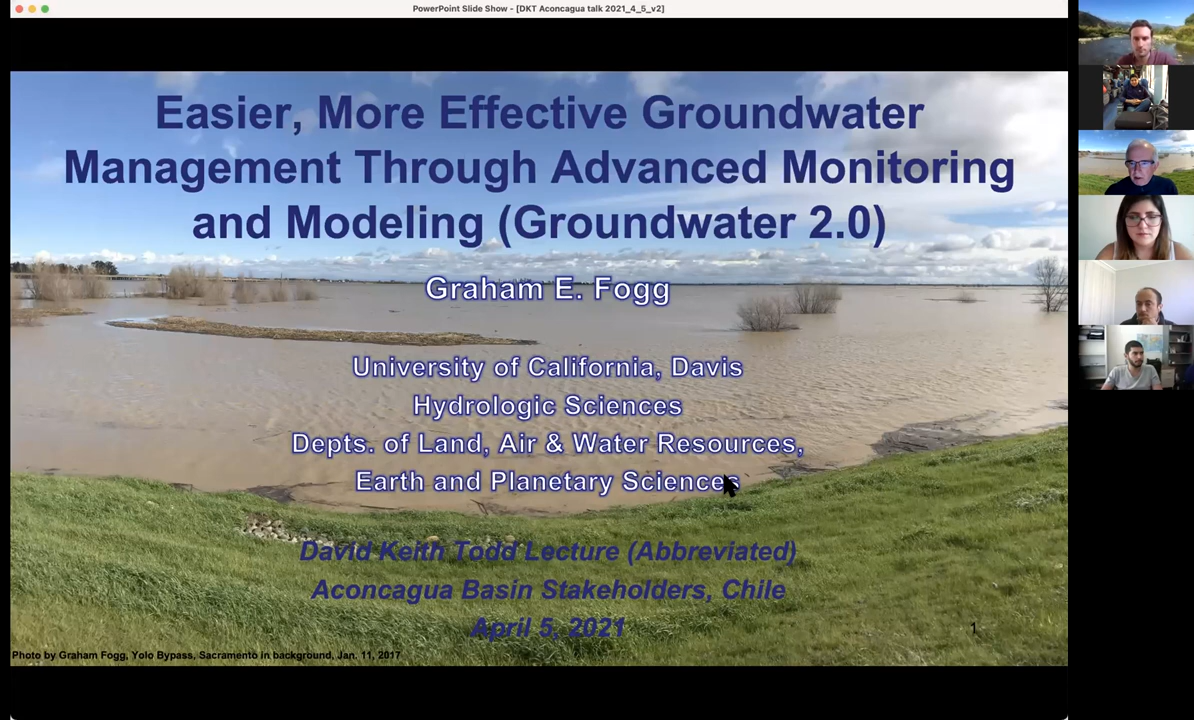 PowerPoint Slide Show - [DKT Aconcagua talk 2021_4_5_v2]
Easier, More Effective Groundwater
Management Through Advanced Monitoring
and Modeling (Groundwater 2.0)
Graham E. Fogg
University of California, Davis
Hydrologic Sciences
Depts. of Land, Air & Water Resources,
Earth and Planetary Sciences
David Keith Todd Lecture (Abbreviated)
Aconcagua Basin Stakeholders, Chile
April 5, 2021
1
Photo by Graham Fogg, Yolo Bypass, Sacramento in background, Jan. 11, 2017